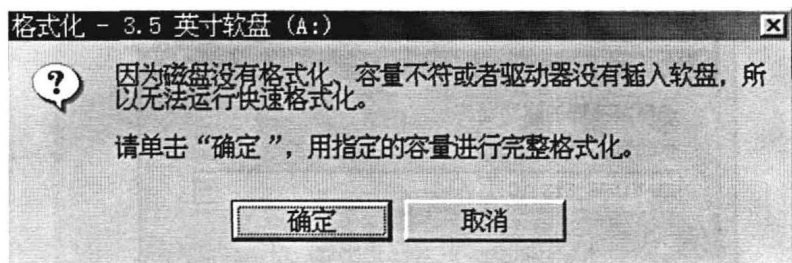 格式化 - 3.5 英寸软盘 (A:)
因为磁盘没有格式化、容量不符或者驱动器没有插入软盘，所
以无法运行快速格式化。
请单击“确定”，用指定的容量进行完整格式化。
确定
取消